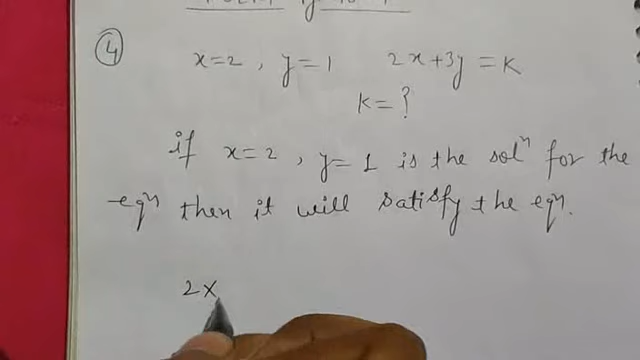 ④ x=2, y=1 2x+3y=K
K=?
if x=2, y=1 is the solⁿ for the
eqⁿ then it will satisfy the eqⁿ.
2×